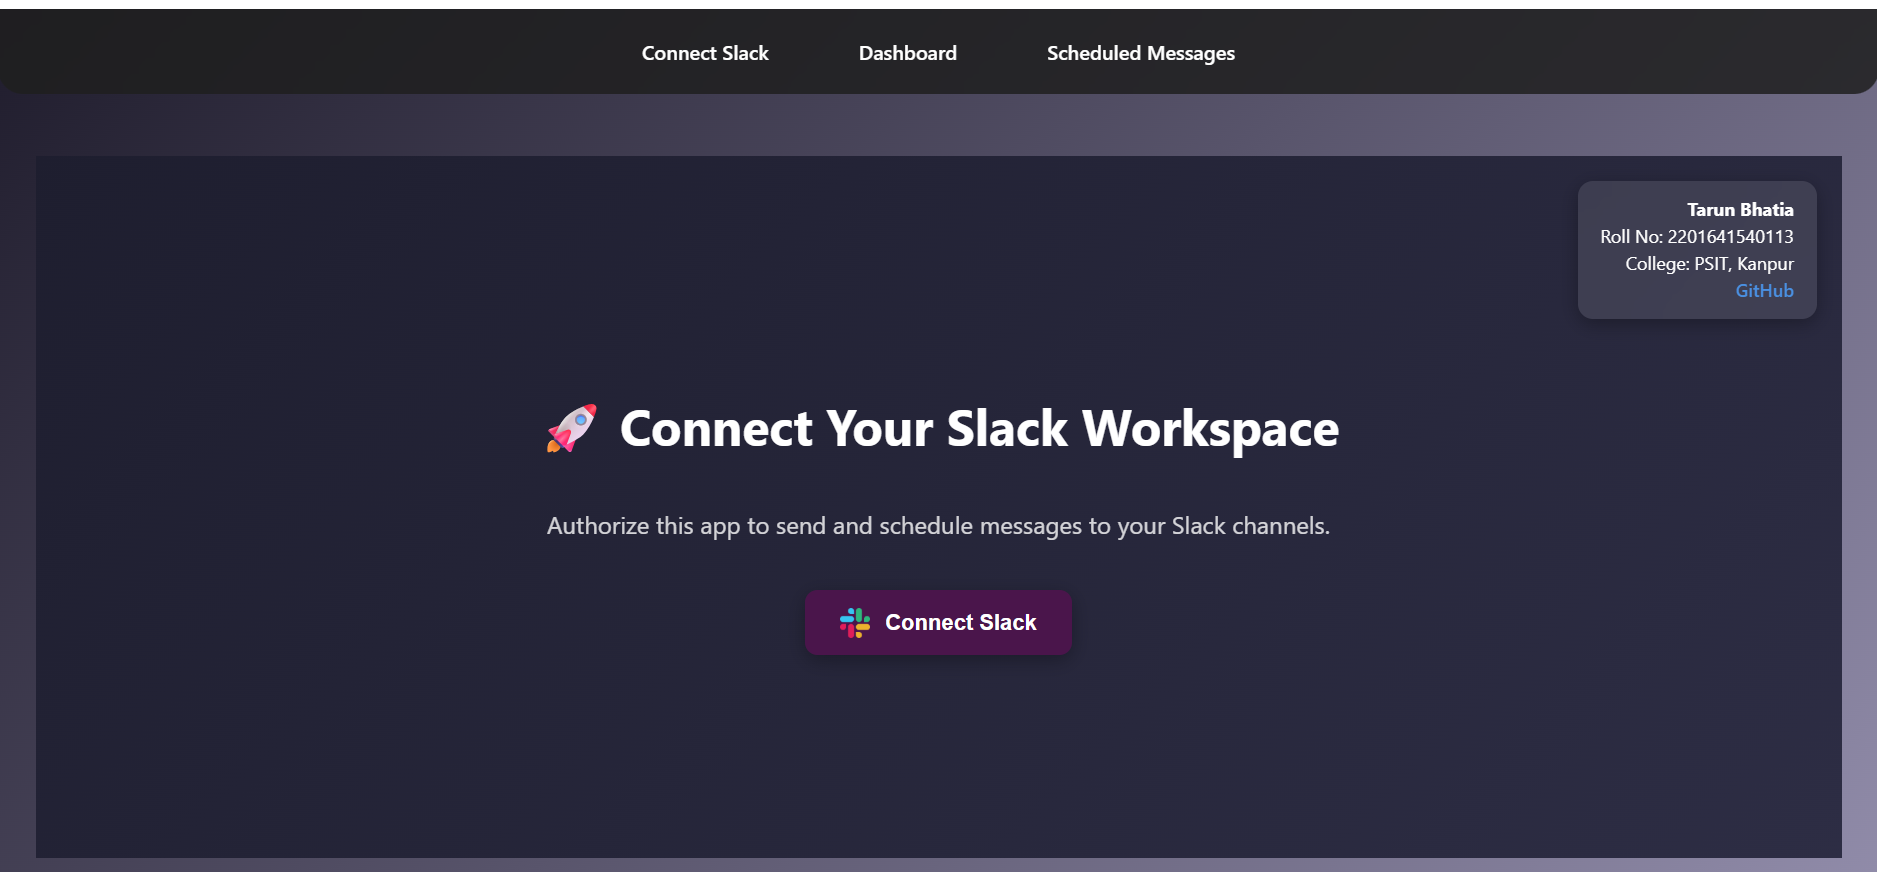 Connect Slack
Dashboard
Scheduled Messages
Tarun Bhatia
Roll No: 2201641540113
College: PSIT, Kanpur
GitHub
🚀 Connect Your Slack Workspace
Authorize this app to send and schedule messages to your Slack channels.
Connect Slack